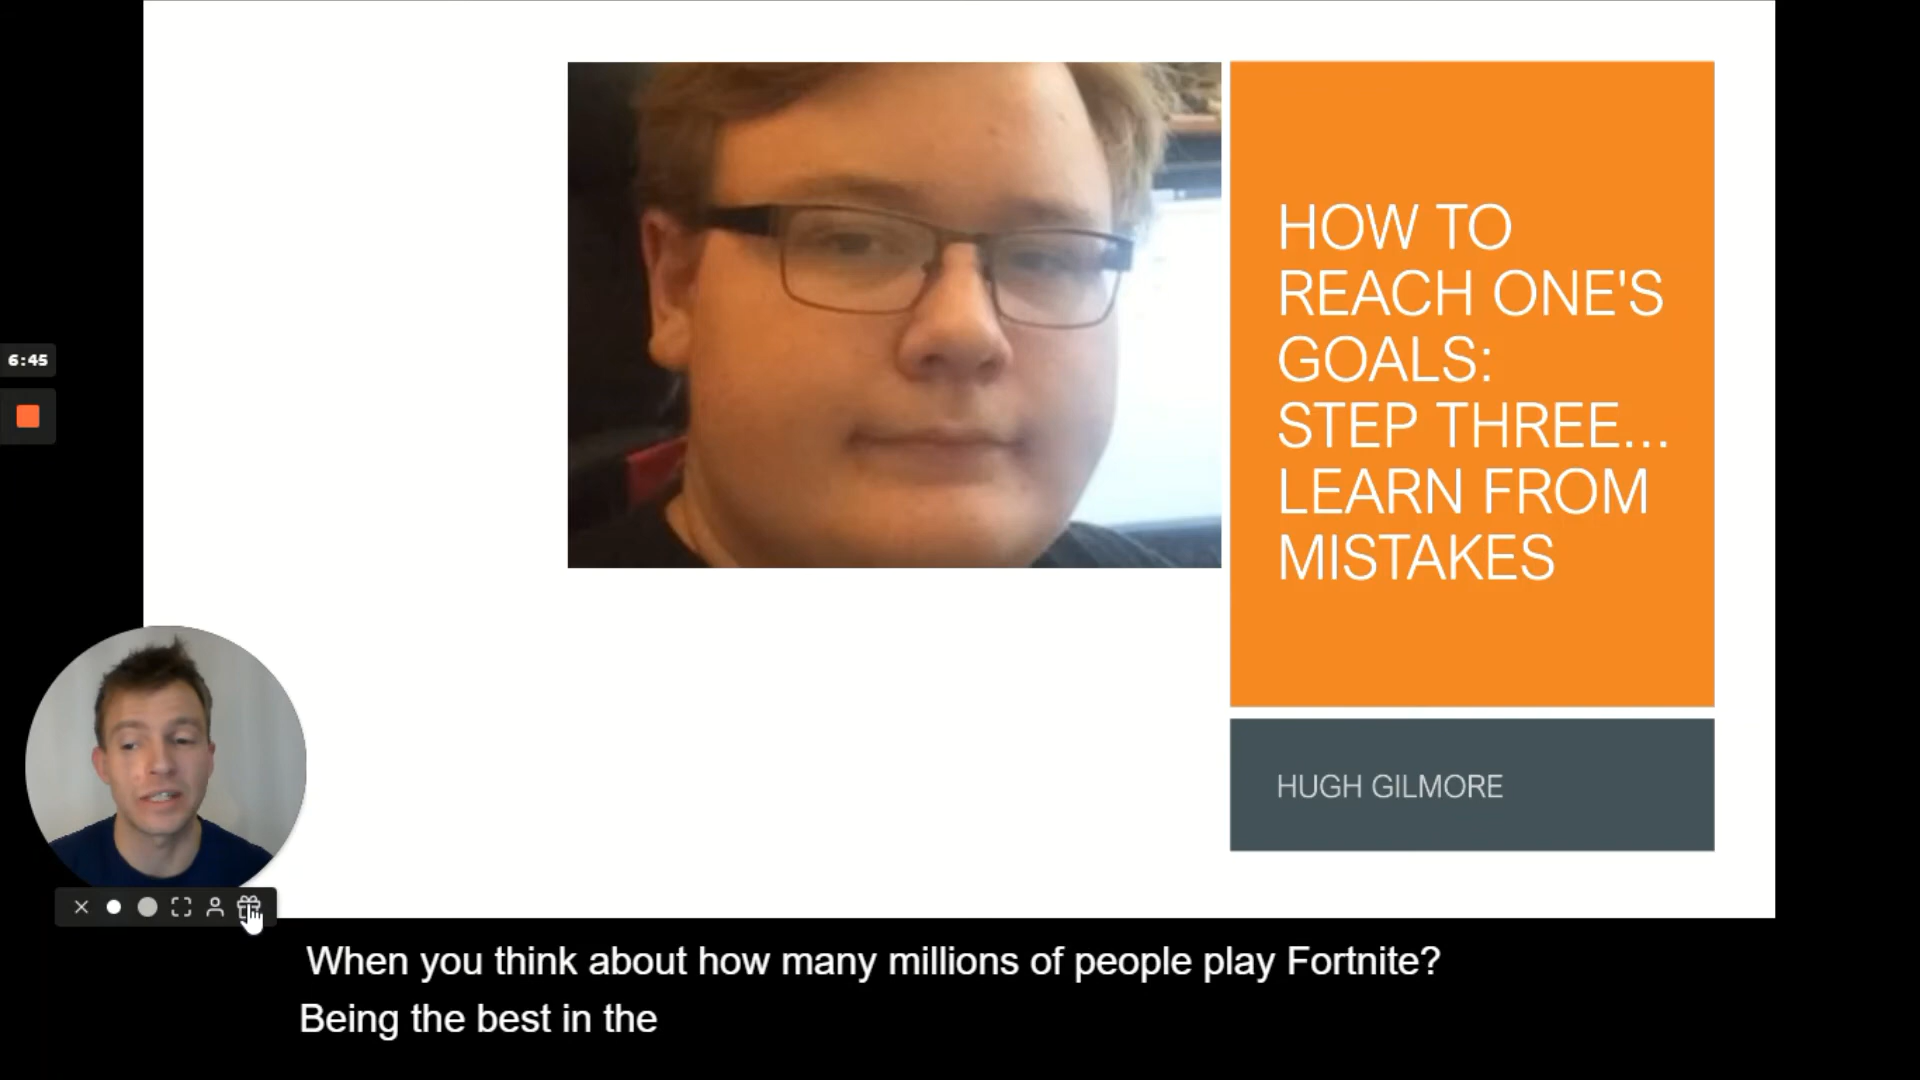 HOW TO
REACH ONE'S
GOALS:
STEP THREE...
LEARN FROM
MISTAKES
6:45
HUGH GILMORE
When you think about how many millions of people play Fortnite?
Being the best in the